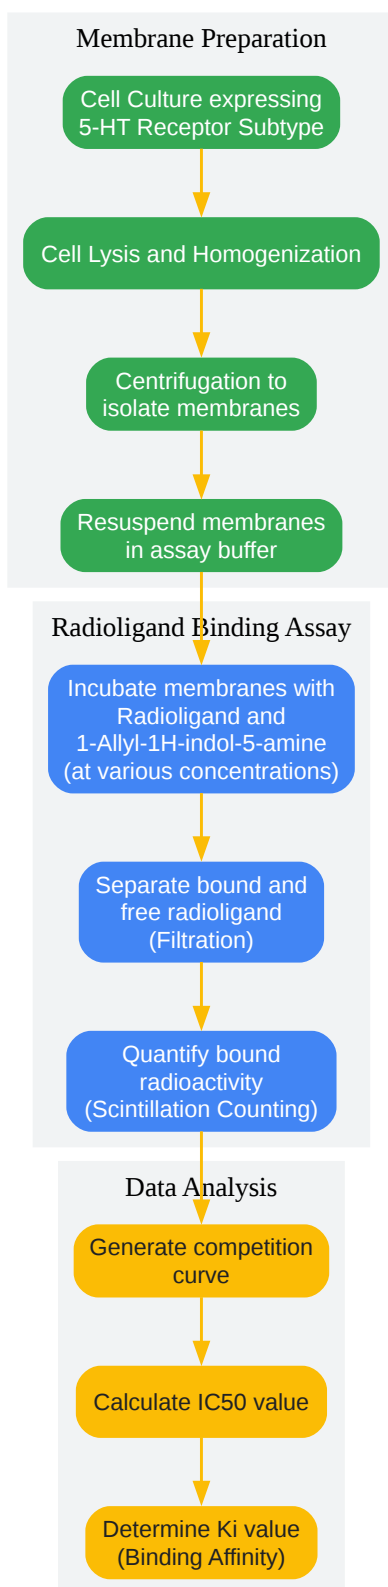 Membrane Preparation
Cell Culture expressing
5-HT Receptor Subtype
Cell Lysis and Homogenization
Centrifugation to
isolate membranes
Resuspend membranes
in assay buffer
Radioligand Binding Assay
Incubate membranes with
Radioligand and
1-Allyl-1H-indol-5-amine
(at various concentrations)
Separate bound and
free radioligand
(Filtration)
Quantify bound
radioactivity
(Scintillation Counting)
Data Analysis
Generate competition
curve
Calculate IC50 value
Determine Ki value
(Binding Affinity)